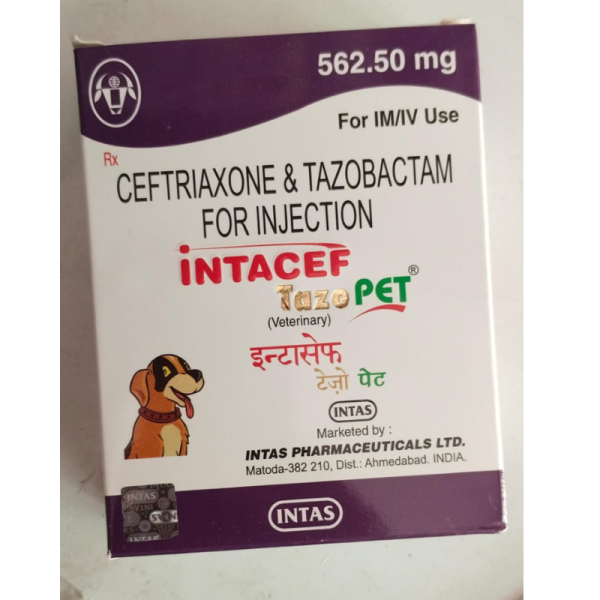 562.50 mg
For IM/IV Use
Rx
CEFTRIAXONE & TAZOBACTAM
FOR INJECTION
INTACEF
Tazo PET®
(Veterinary)
इन्टासेफ
टेज़ो पेट
INTAS
Marketed by :
INTAS PHARMACEUTICALS LTD.
Matoda-382 210, Dist.: Ahmedabad. INDIA.
INTAS
INTAS